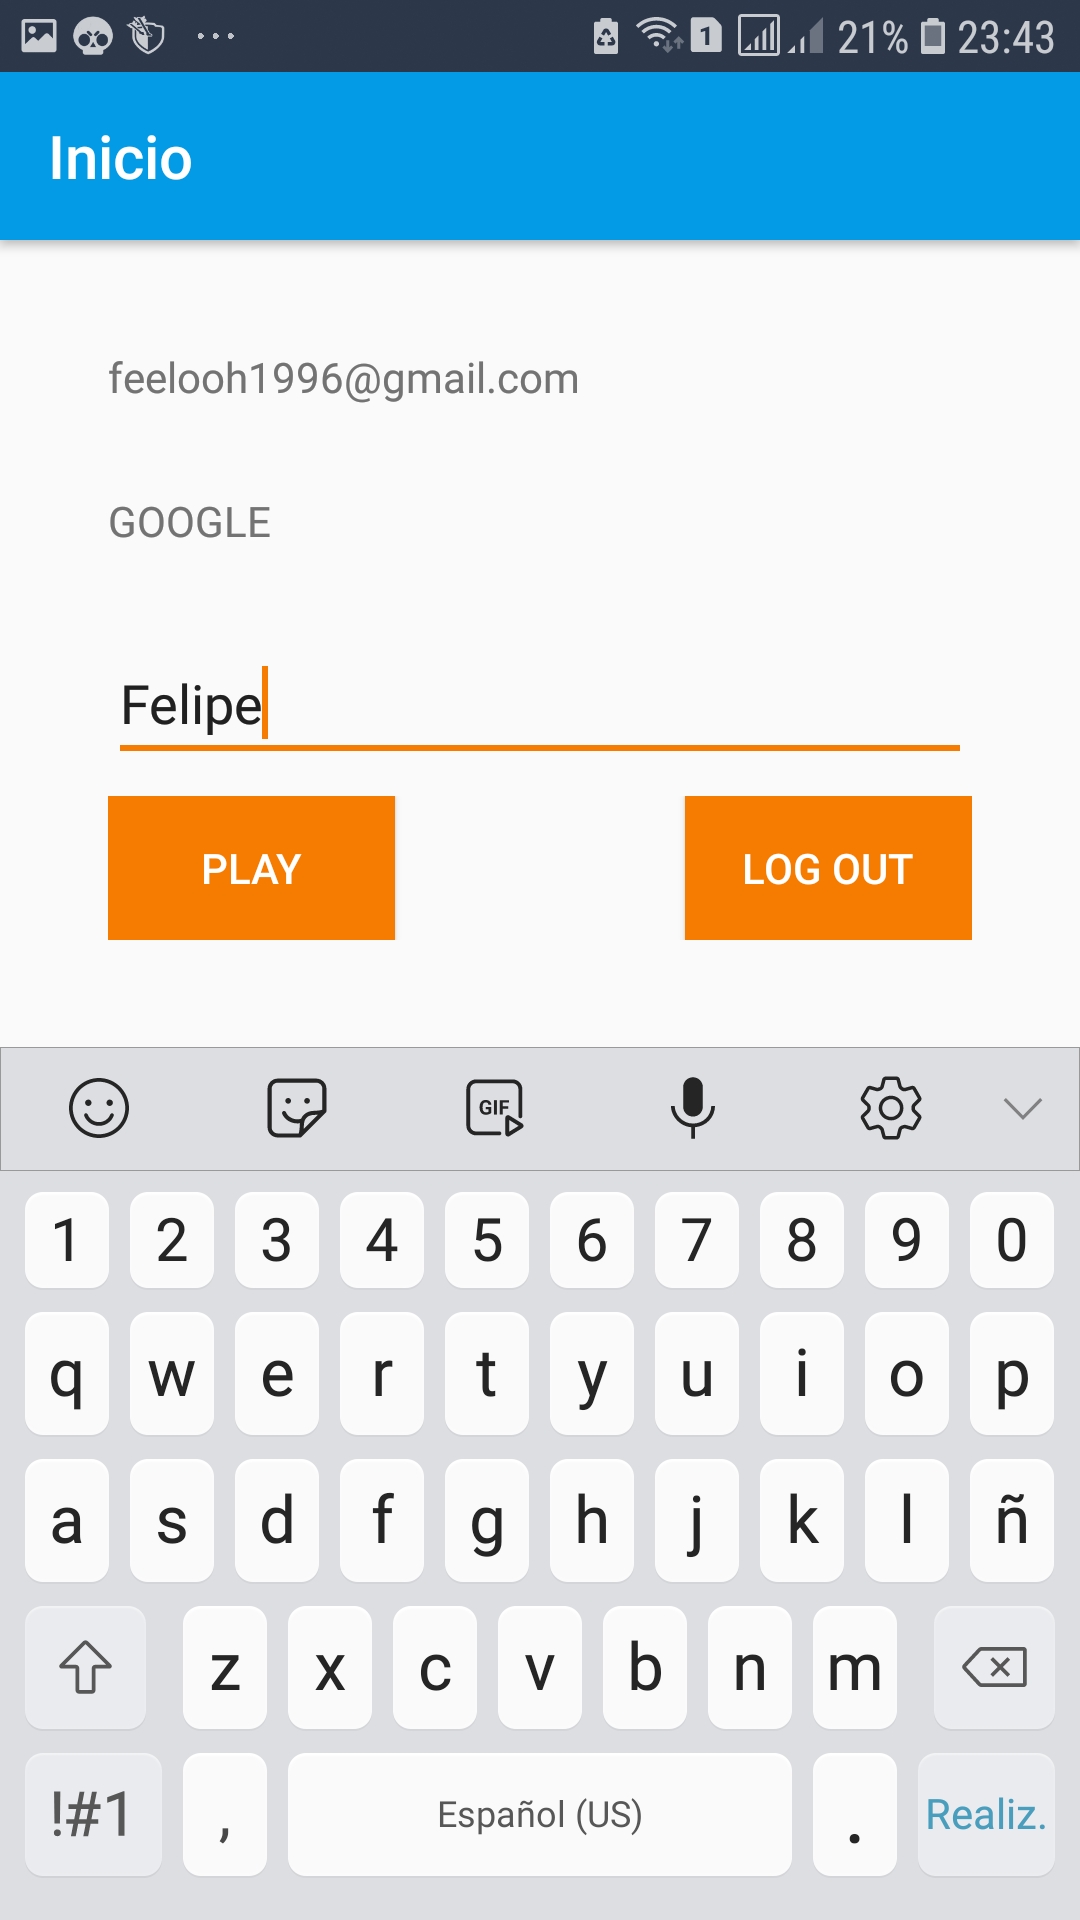 1 21% 23:43
Inicio
feelooh1996@gmail.com
GOOGLE
Felipe
PLAY LOG OUT
GIF
1 2 3 4 5 6 7 8 9 0
q w e r t y u i o p
a s d f g h j k l ñ
z x c v b n m
!#1 , Español (US) . Realiz.